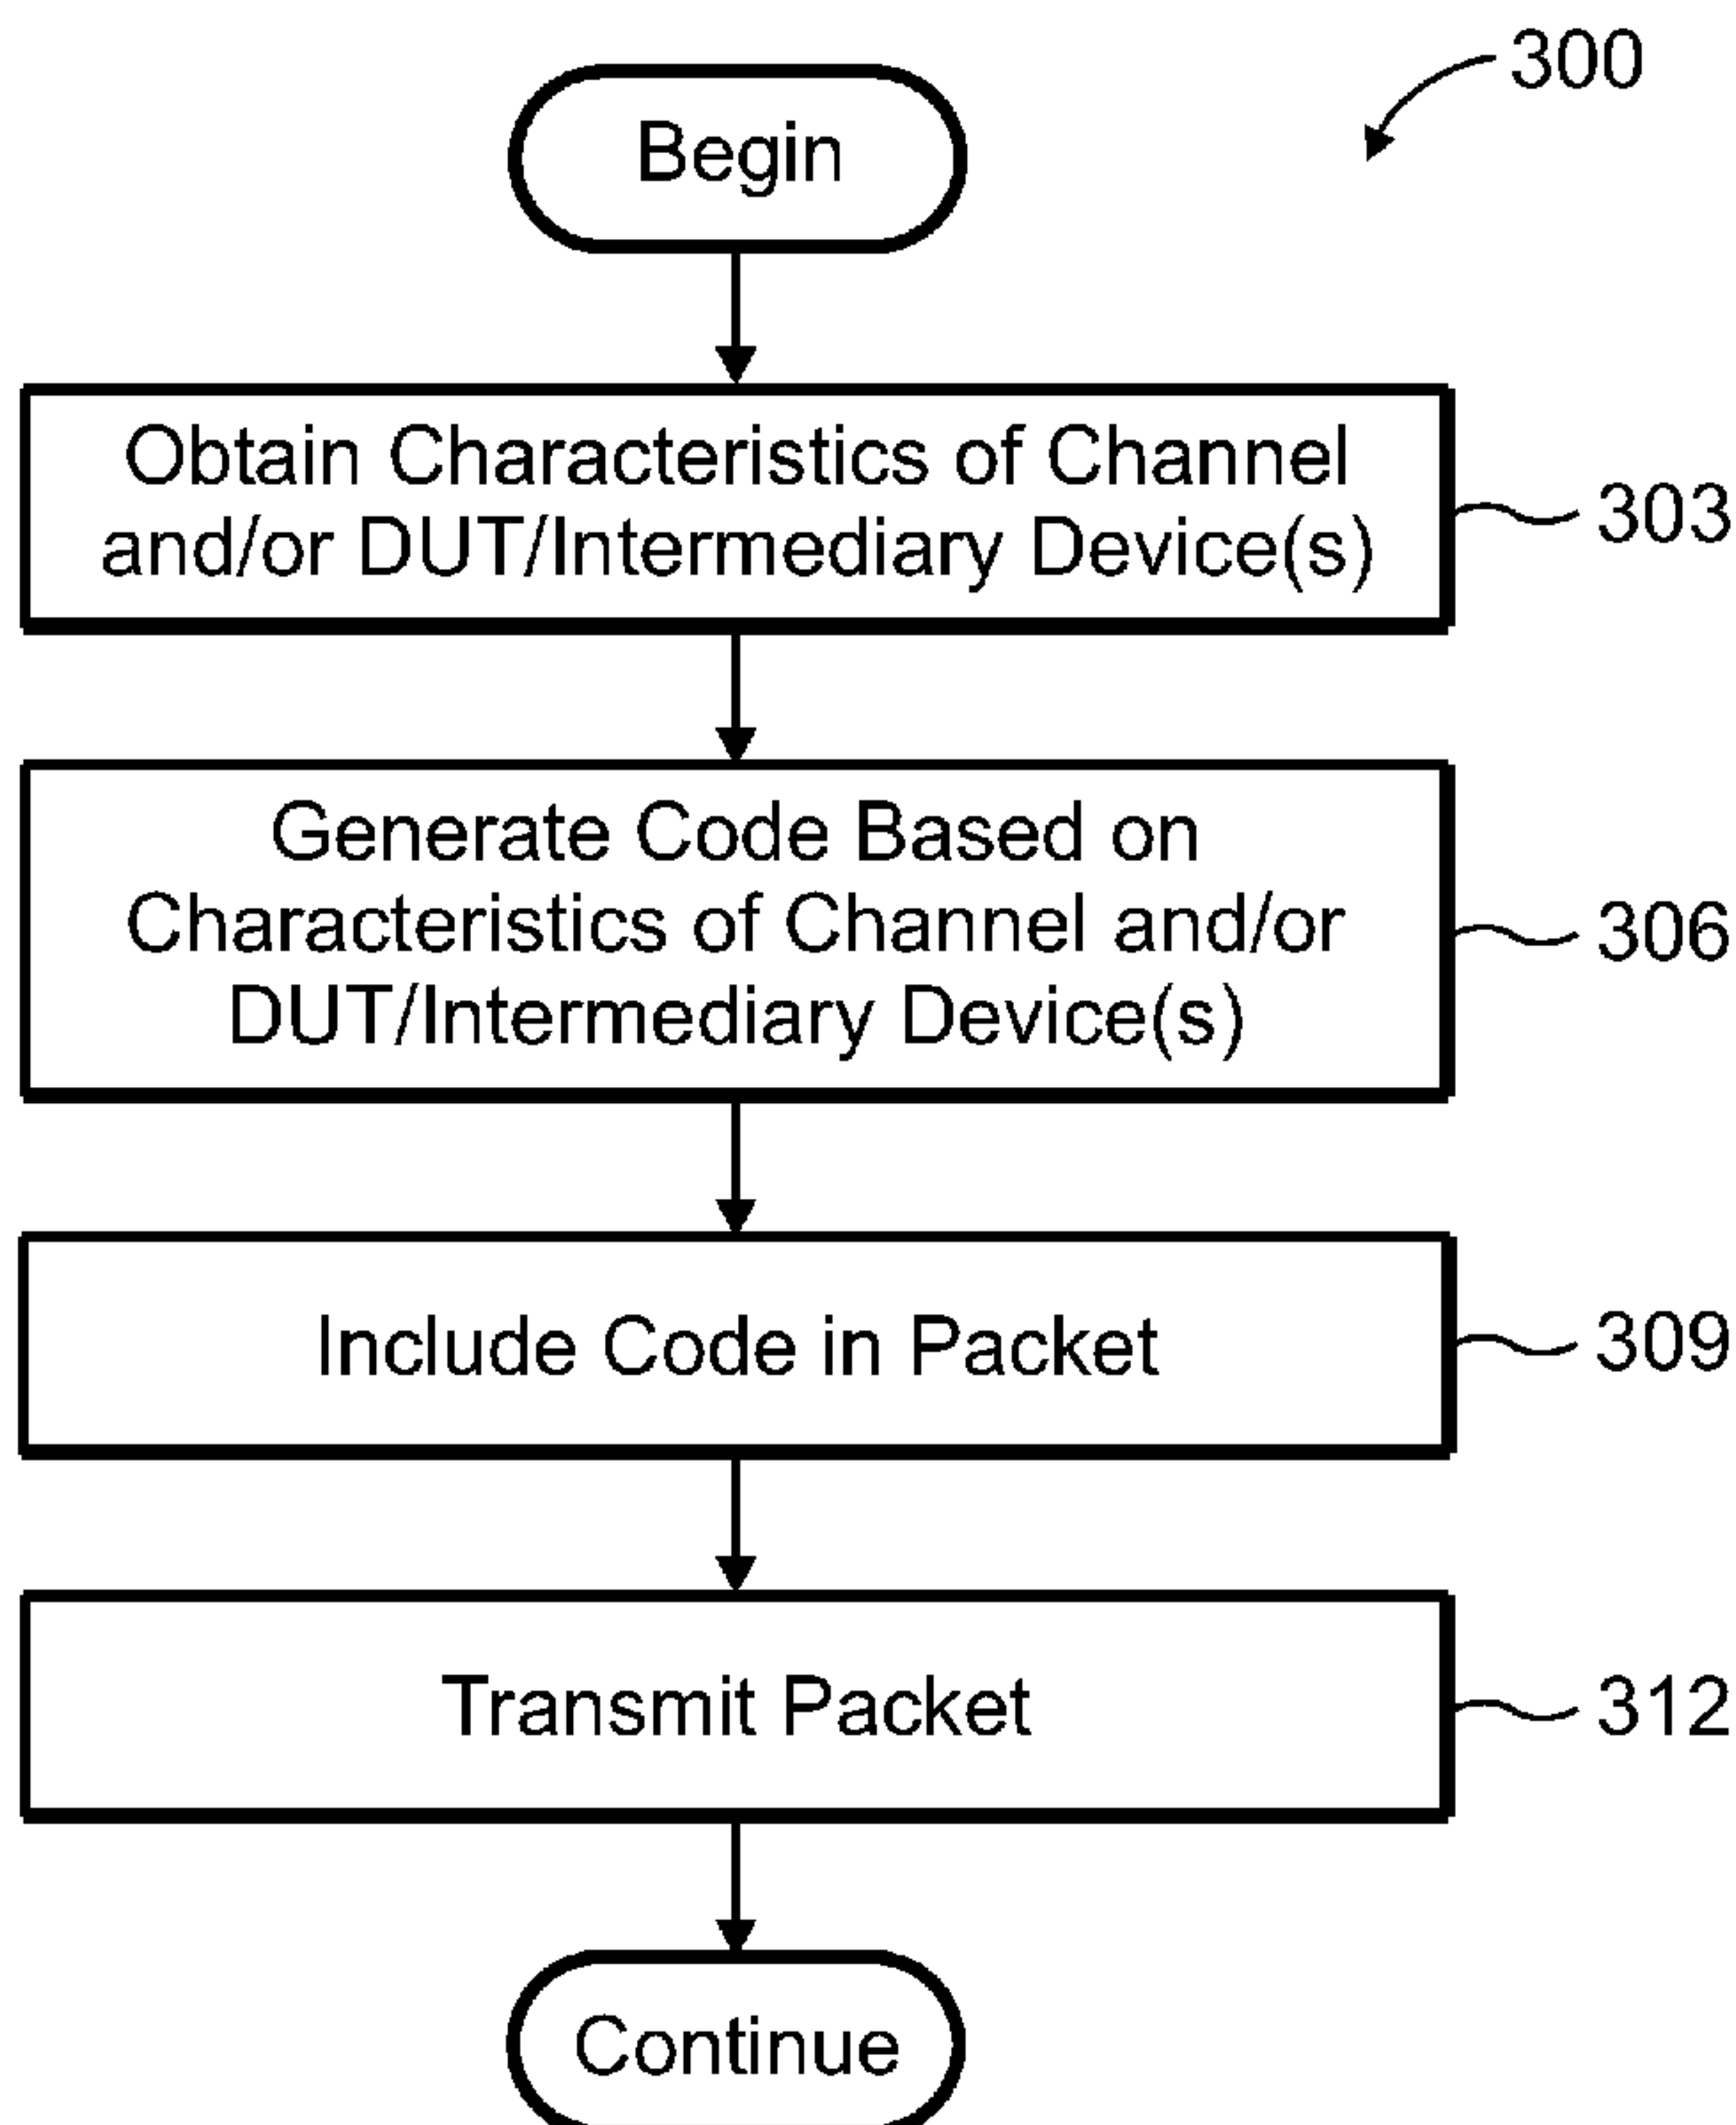 300
Begin
Obtain Characteristics of Channel
and/or DUT/Intermediary Device(s)
303
Generate Code Based on
Characteristics of Channel and/or
DUT/Intermediary Device(s)
306
Include Code in Packet
309
Transmit Packet
312
Continue